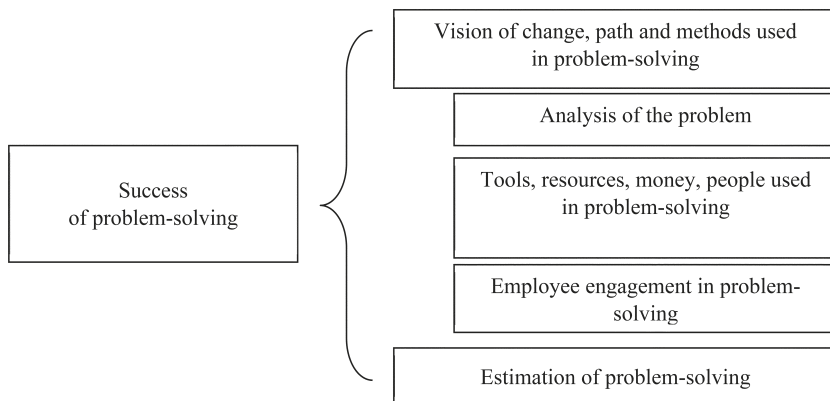 Vision of change, path and methods used
in problem-solving
Analysis of the problem
Success
of problem-solving
Tools, resources, money, people used
in problem-solving
Employee engagement in problem-
solving
Estimation of problem-solving